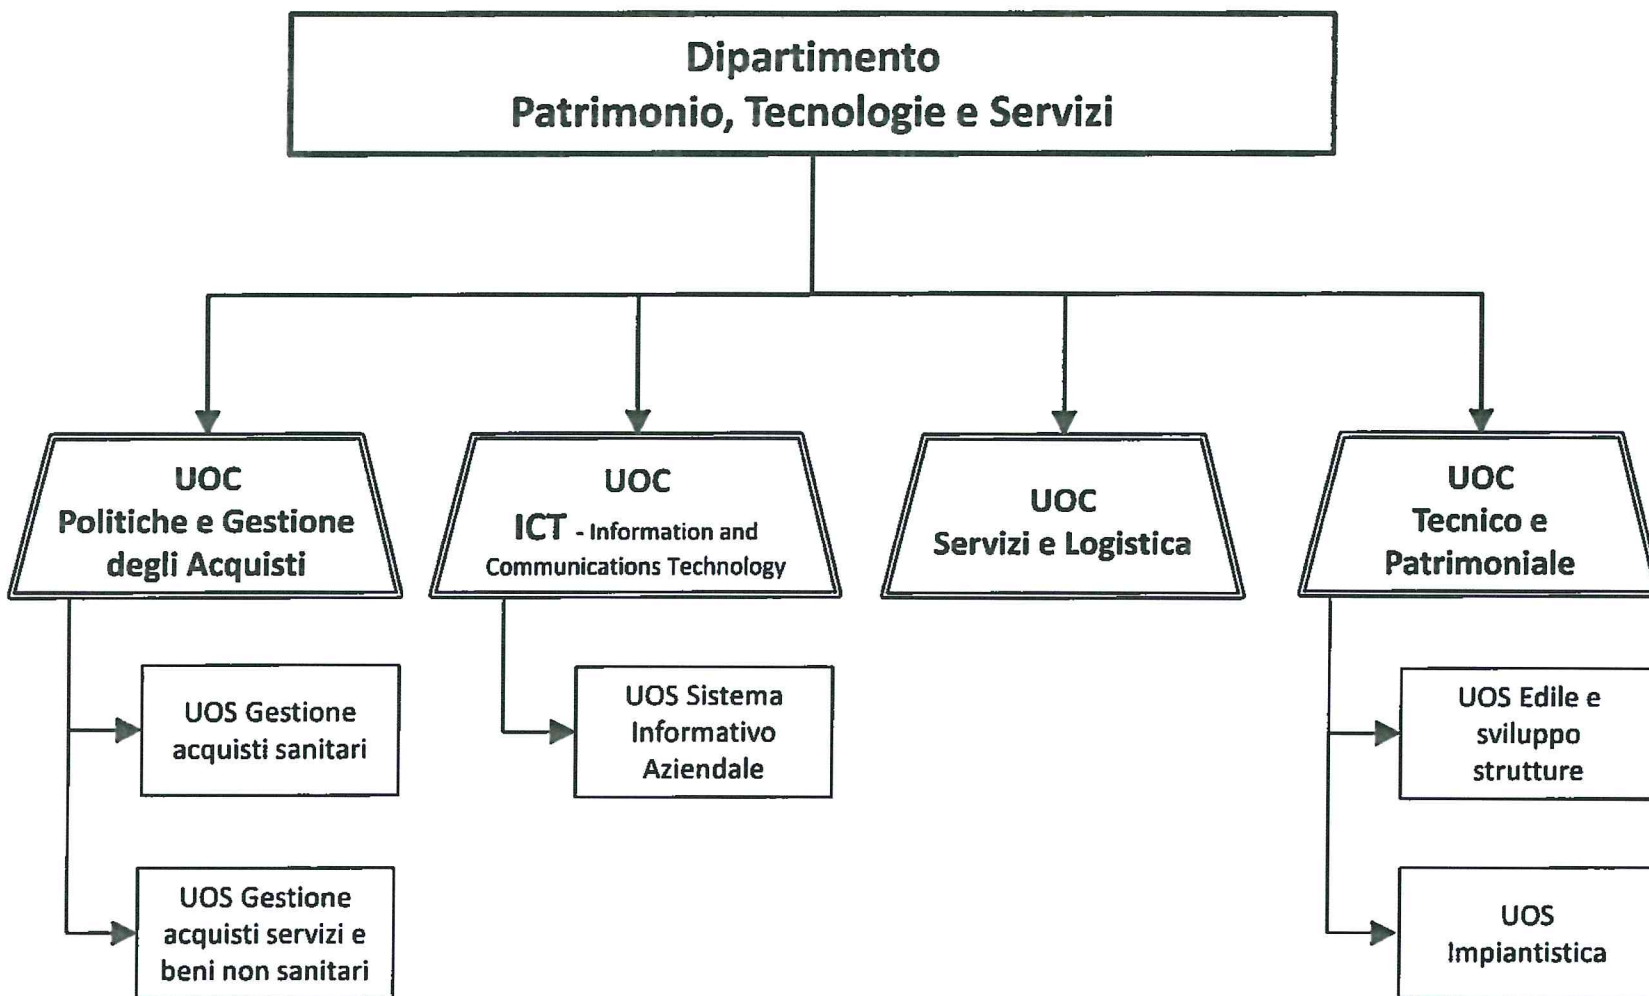 Dipartimento
Patrimonio, Tecnologie e Servizi
UOC
Politiche e Gestione
degli Acquisti
UOC
ICT - Information and
Communications Technology
UOC
Servizi e Logistica
UOC
Tecnico e
Patrimoniale
UOS Gestione
acquisti sanitari
UOS Sistema
Informativo
Aziendale
UOS Edile e
sviluppo
strutture
UOS Gestione
acquisti servizi e
beni non sanitari
UOS
Impiantistica